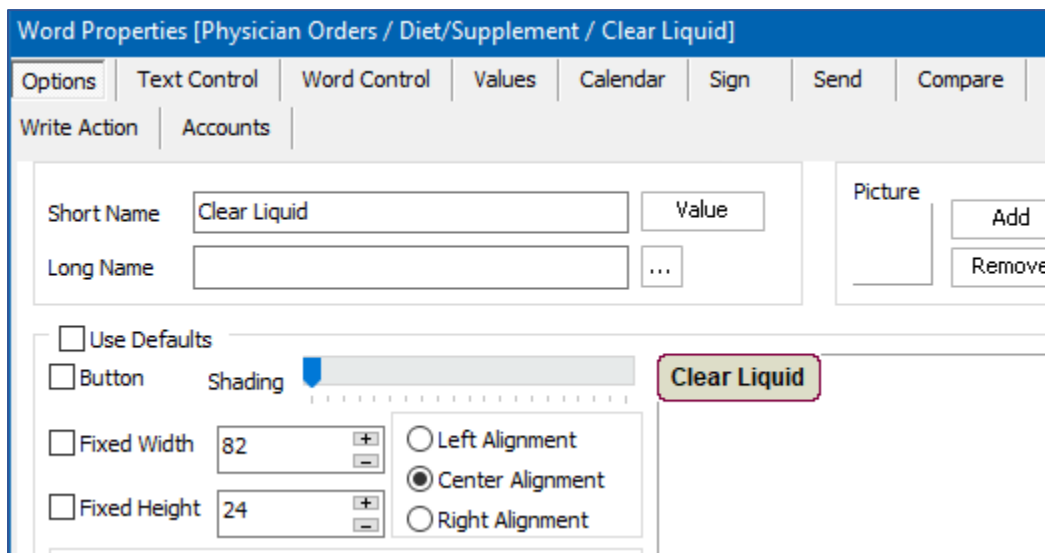 Word Properties [Physician Orders / Diet/Supplement / Clear Liquid]
Options Text Control Word Control Values Calendar Sign Send Compare
Write Action Accounts
Short Name Clear Liquid Value
Long Name ...
Picture
Add
Remove
Use Defaults
Button Shading
Clear Liquid
Fixed Width 82
Left Alignment
Center Alignment
Fixed Height 24
Right Alignment